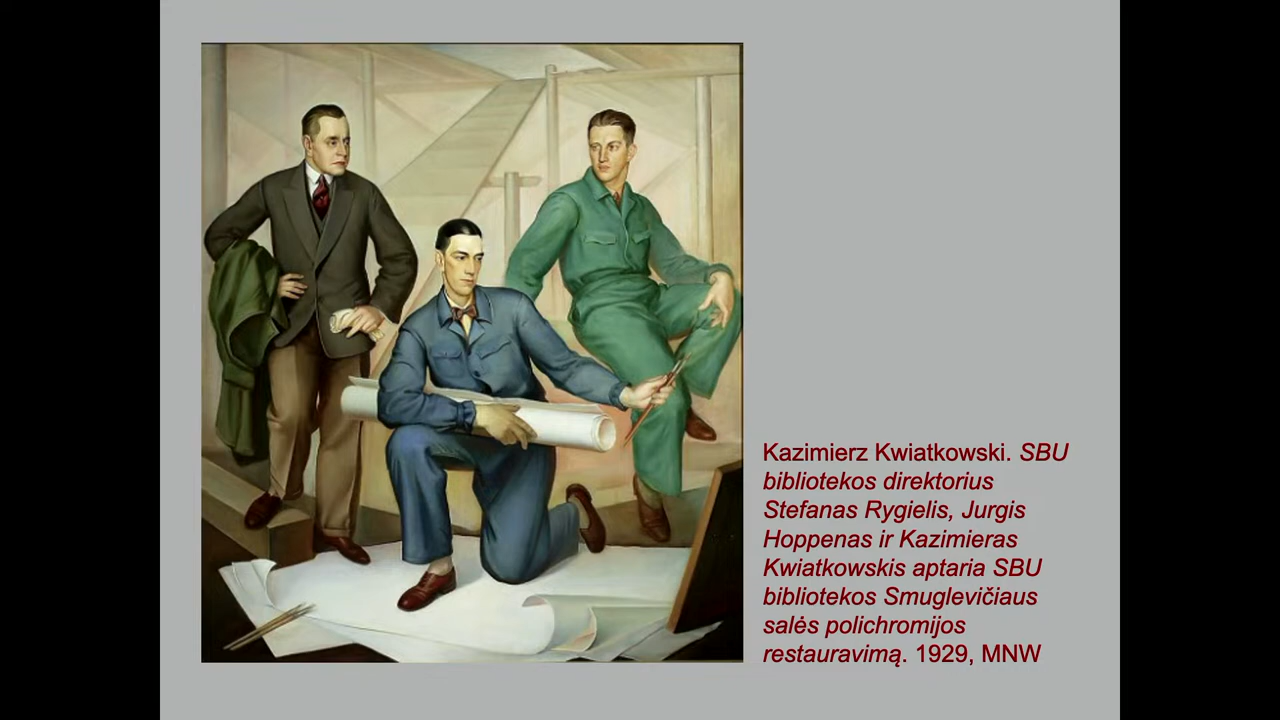 Kazimierz Kwiatkowski. SBU
bibliotekos direktorius
Stefanas Rygielis, Jurgis
Hoppenas ir Kazimieras
Kwiatkowskis aptaria SBU
bibliotekos Smuglevičiaus
salės polichromijos
restauravimą. 1929, MNW